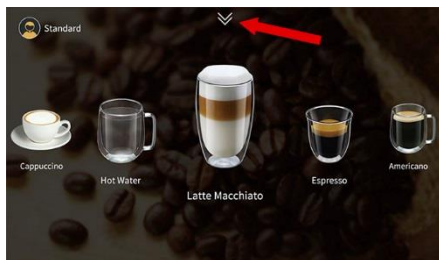 Standard
Cappuccino
Hot Water
Latte Macchiato
Espresso
Americano